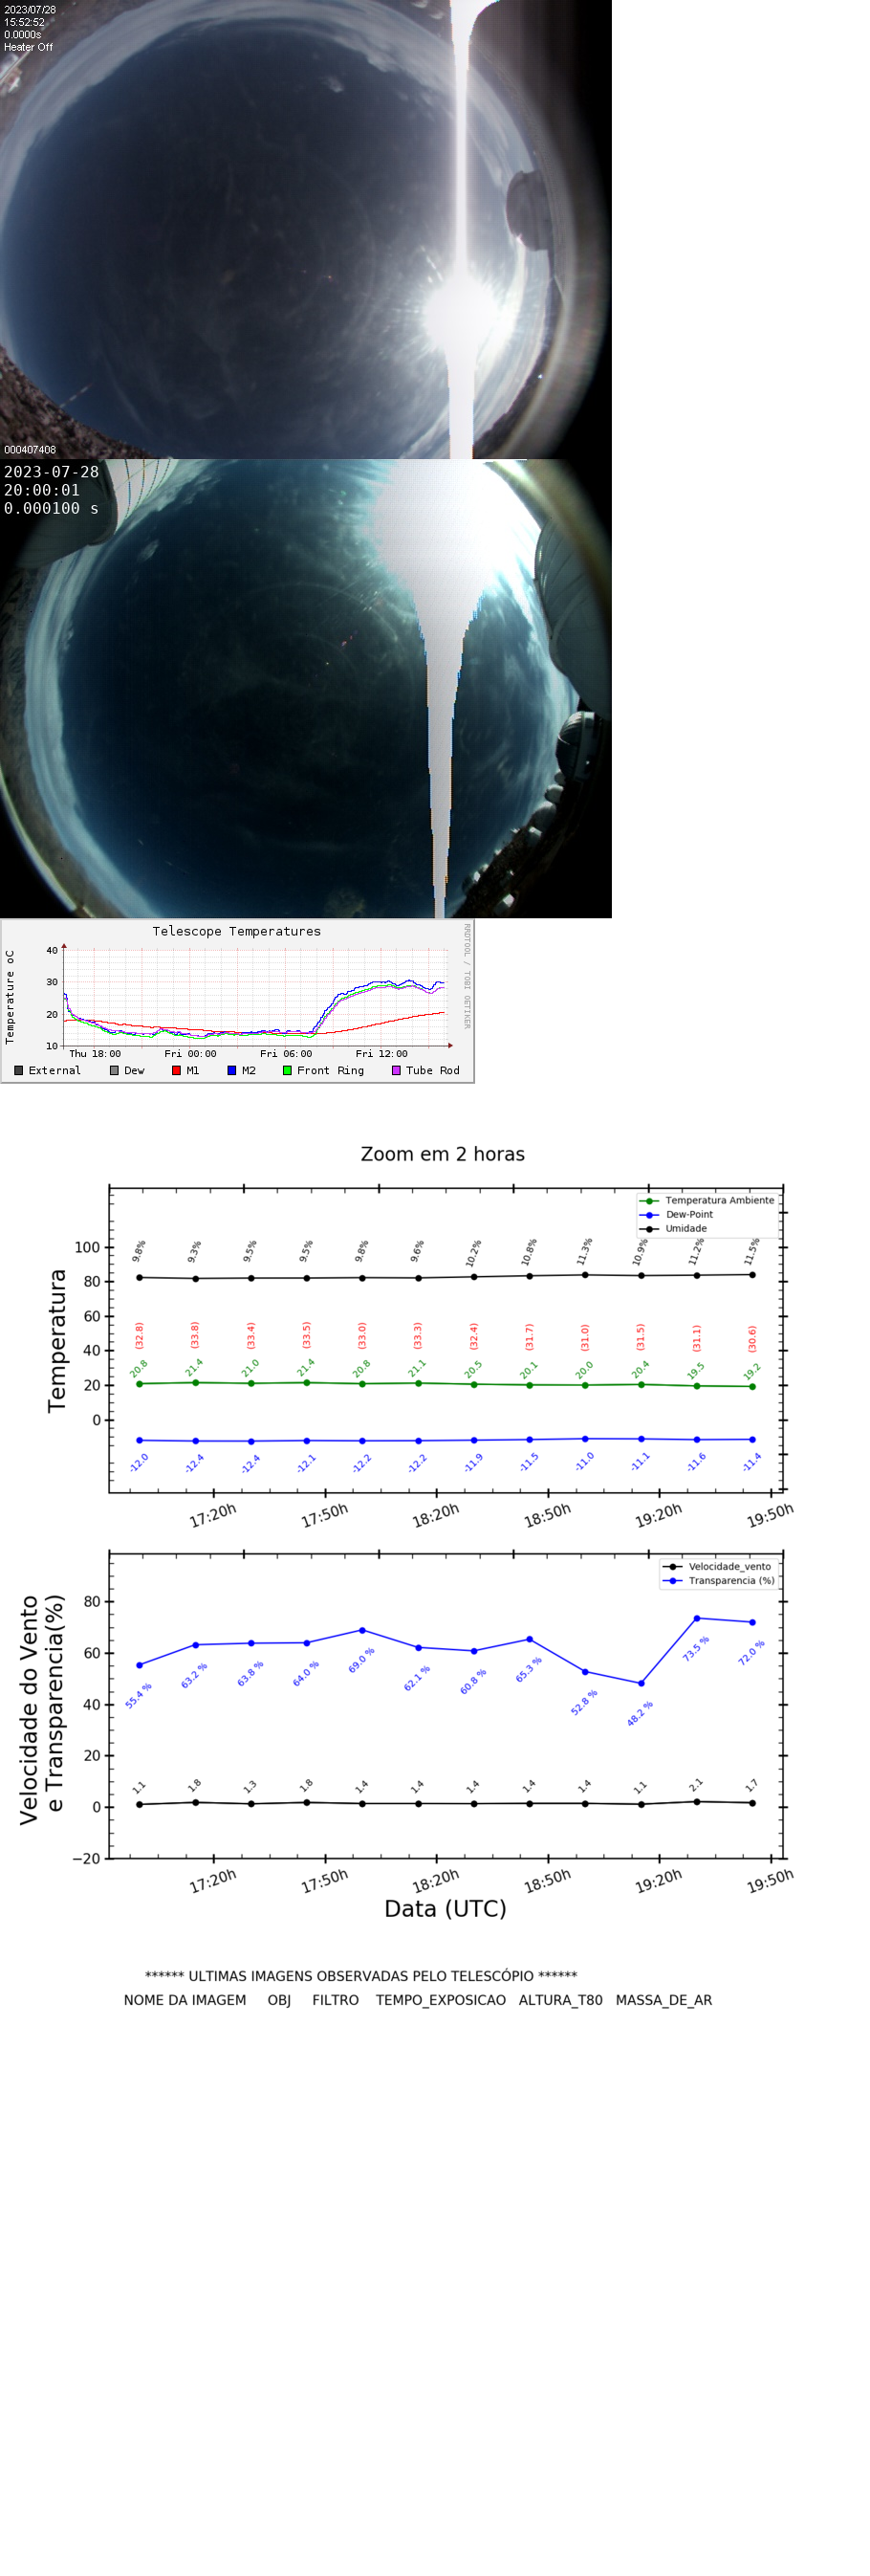 2023/07/28
15:52:52
0.0000s
Heater Off
000407408
2023-07-28
20:00:01
0.000100 s
Telescope Temperatures
RRDTOOL / TOBI OETIKER
Temperature oC
40
30
20
10
Thu 18:00 Fri 00:00 Fri 06:00 Fri 12:00
External Dew M1 M2 Front Ring Tube Rod
Zoom em 2 horas
Temperatura Ambiente
Dew-Point
Umidade
Temperatura
100
80
60
40
20
0
9.8% 9.3% 9.5% 9.5% 9.8% 9.6% 10.2% 10.8% 11.3% 10.9% 11.2% 11.5%
(32.8) (33.8) (33.4) (33.5) (33.0) (33.3) (32.4) (31.7) (31.0) (31.5) (31.1) (30.6)
20.8 21.4 21.0 21.4 20.8 21.1 20.5 20.1 20.0 20.4 19.5 19.2
-12.0 -12.4 -12.4 -12.1 -12.2 -12.2 -11.9 -11.5 -11.0 -11.1 -11.6 -11.4
17:20h 17:50h 18:20h 18:50h 19:20h 19:50h
Velocidade_vento
Transparencia (%)
Velocidade do Vento
e Transparencia(%)
80
60
40
20
0
−20
55.4 % 63.2 % 63.8 % 64.0 % 69.0 % 62.1 % 60.8 % 65.3 % 52.8 % 48.2 % 73.5 % 72.0 %
1.1 1.8 1.3 1.8 1.4 1.4 1.4 1.4 1.4 1.1 2.1 1.7
17:20h 17:50h 18:20h 18:50h 19:20h 19:50h
Data (UTC)
****** ULTIMAS IMAGENS OBSERVADAS PELO TELESCÓPIO ******
NOME DA IMAGEM OBJ FILTRO TEMPO_EXPOSICAO ALTURA_T80 MASSA_DE_AR